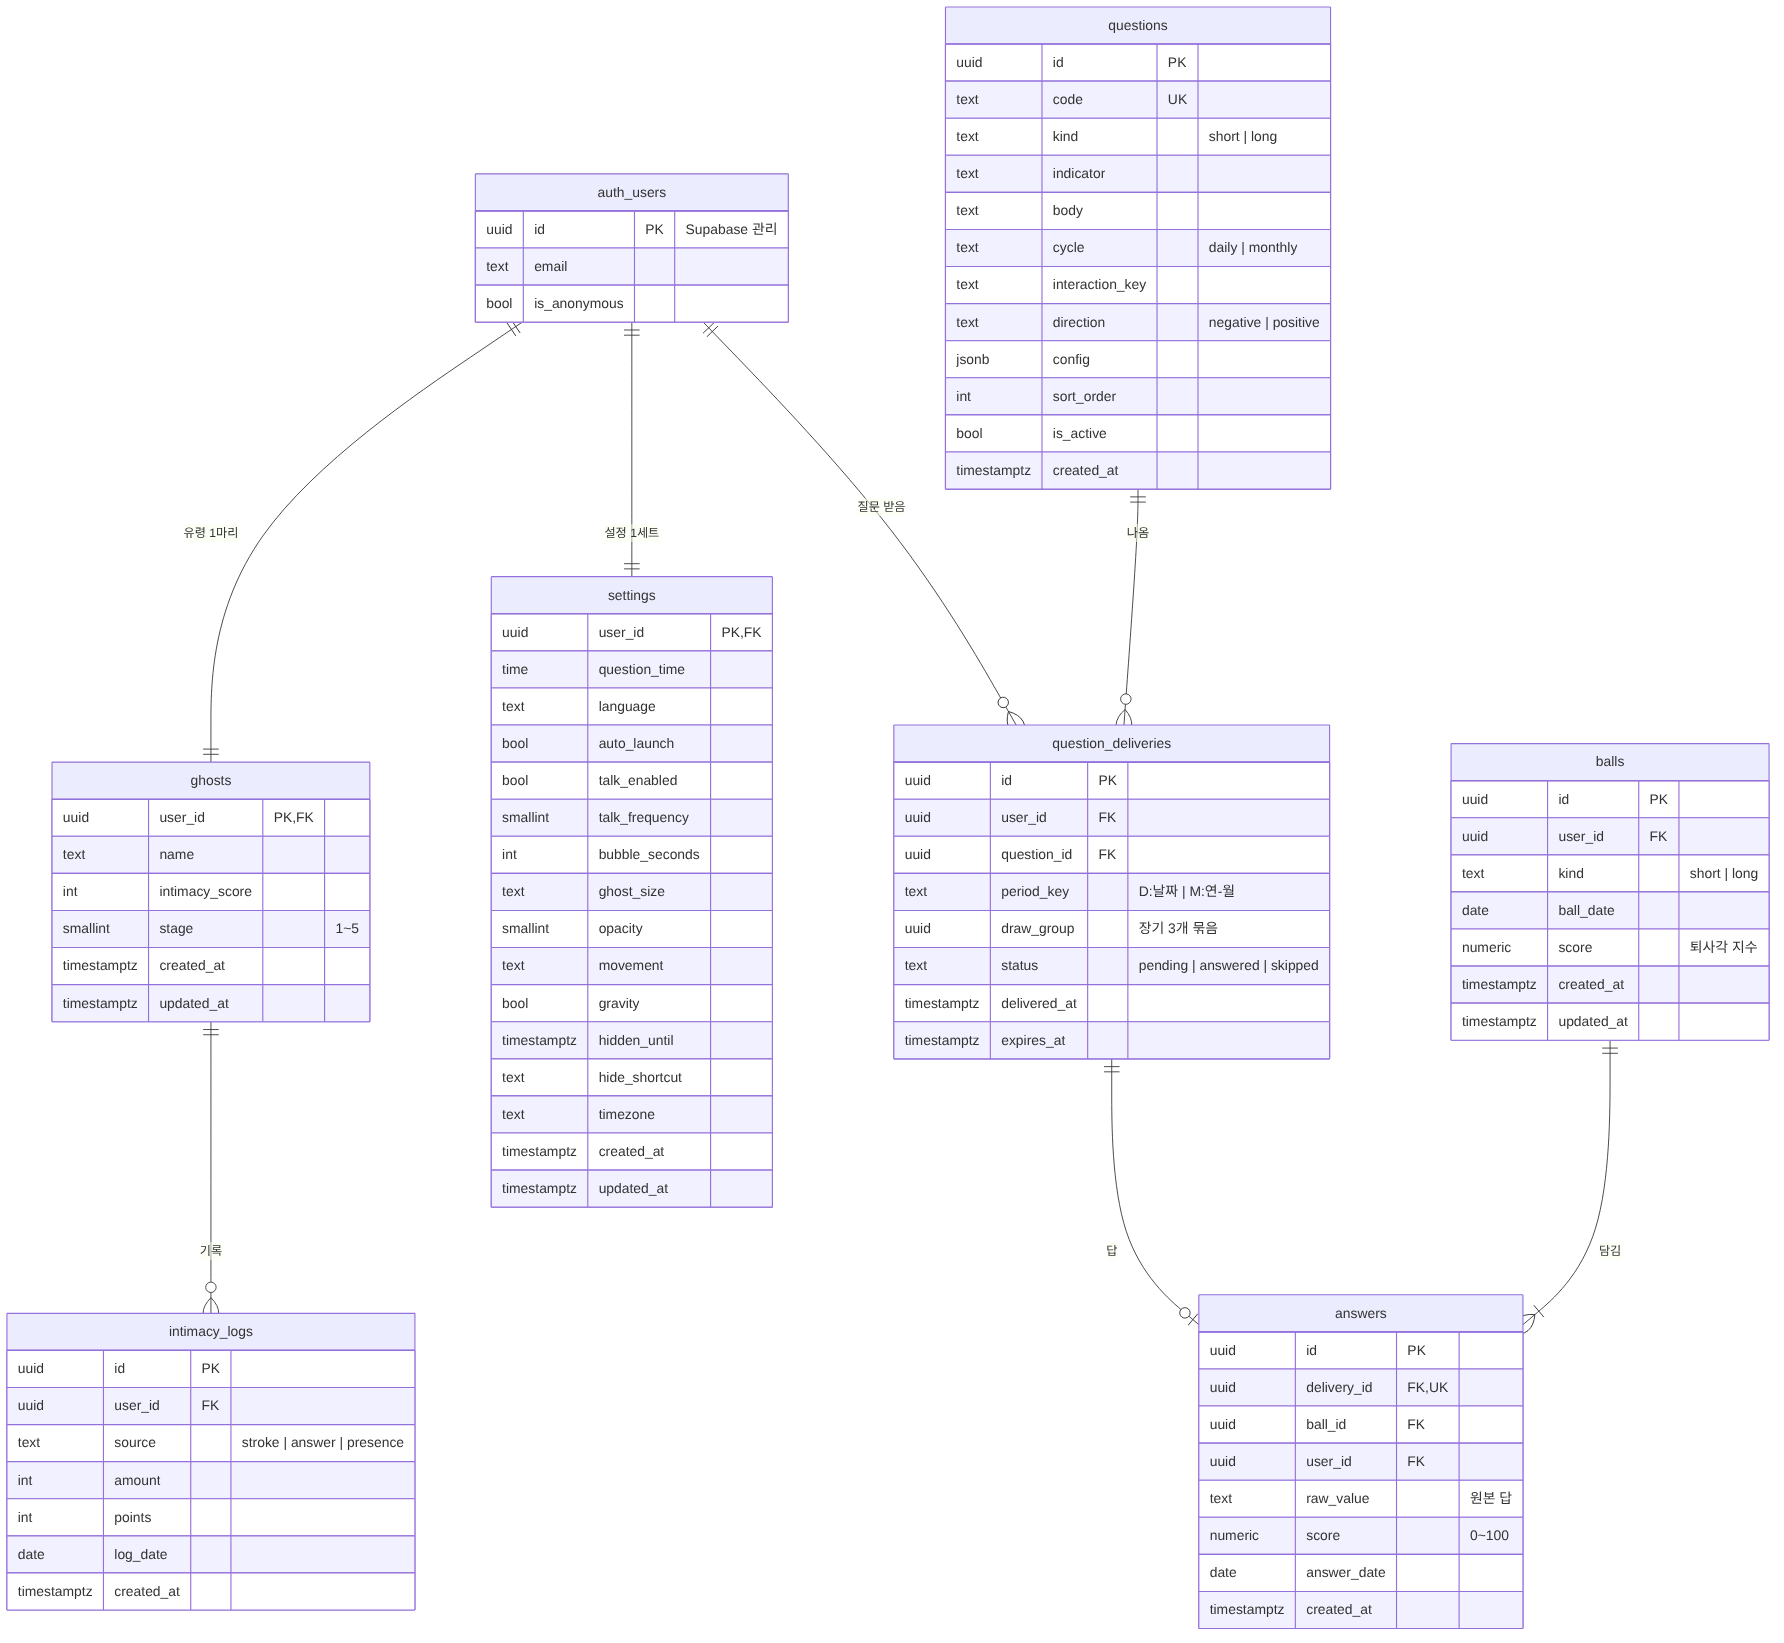 questions
uuid id PK
text code UK
text kind short | long
text indicator
text body
text cycle daily | monthly
text interaction_key
text direction negative | positive
jsonb config
int sort_order
bool is_active
timestamptz created_at
auth_users
uuid id PK Supabase 관리
text email
bool is_anonymous
유령 1마리
설정 1세트
질문 받음
나옴
settings
uuid user_id PK,FK
time question_time
text language
bool auto_launch
bool talk_enabled
smallint talk_frequency
int bubble_seconds
text ghost_size
smallint opacity
text movement
bool gravity
timestamptz hidden_until
text hide_shortcut
text timezone
timestamptz created_at
timestamptz updated_at
ghosts
uuid user_id PK,FK
text name
int intimacy_score
smallint stage 1~5
timestamptz created_at
timestamptz updated_at
question_deliveries
uuid id PK
uuid user_id FK
uuid question_id FK
text period_key D:날짜 | M:연-월
uuid draw_group 장기 3개 묶음
text status pending | answered | skipped
timestamptz delivered_at
timestamptz expires_at
balls
uuid id PK
uuid user_id FK
text kind short | long
date ball_date
numeric score 퇴사각 지수
timestamptz created_at
timestamptz updated_at
기록
답
담김
intimacy_logs
uuid id PK
uuid user_id FK
text source stroke | answer | presence
int amount
int points
date log_date
timestamptz created_at
answers
uuid id PK
uuid delivery_id FK,UK
uuid ball_id FK
uuid user_id FK
text raw_value 원본 답
numeric score 0~100
date answer_date
timestamptz created_at